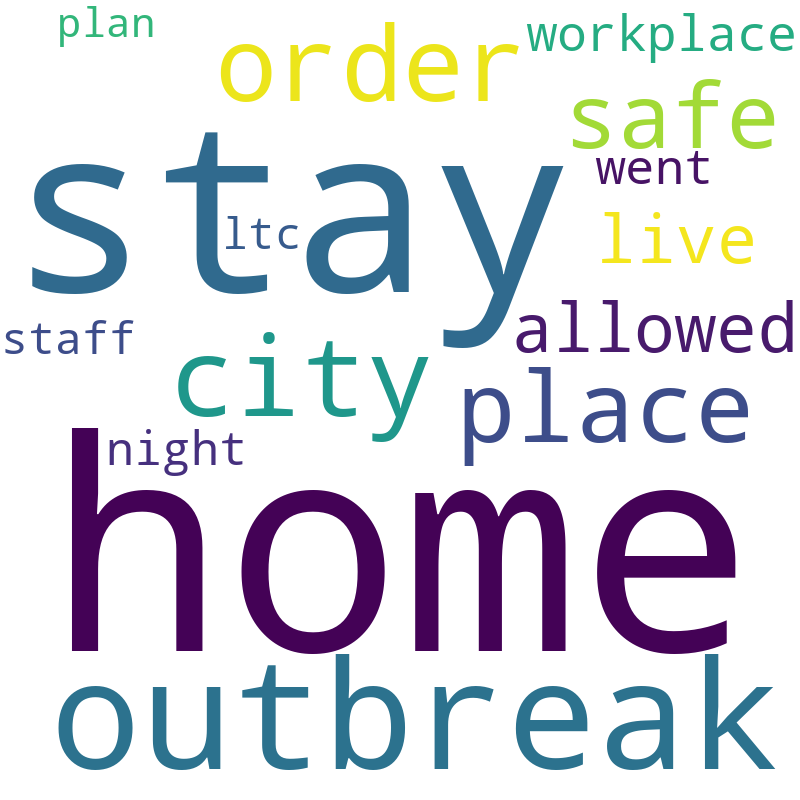 plan
workplace
order
safe
stay
went
ltc
live
staff
allowed
city
place
night
home
outbreak